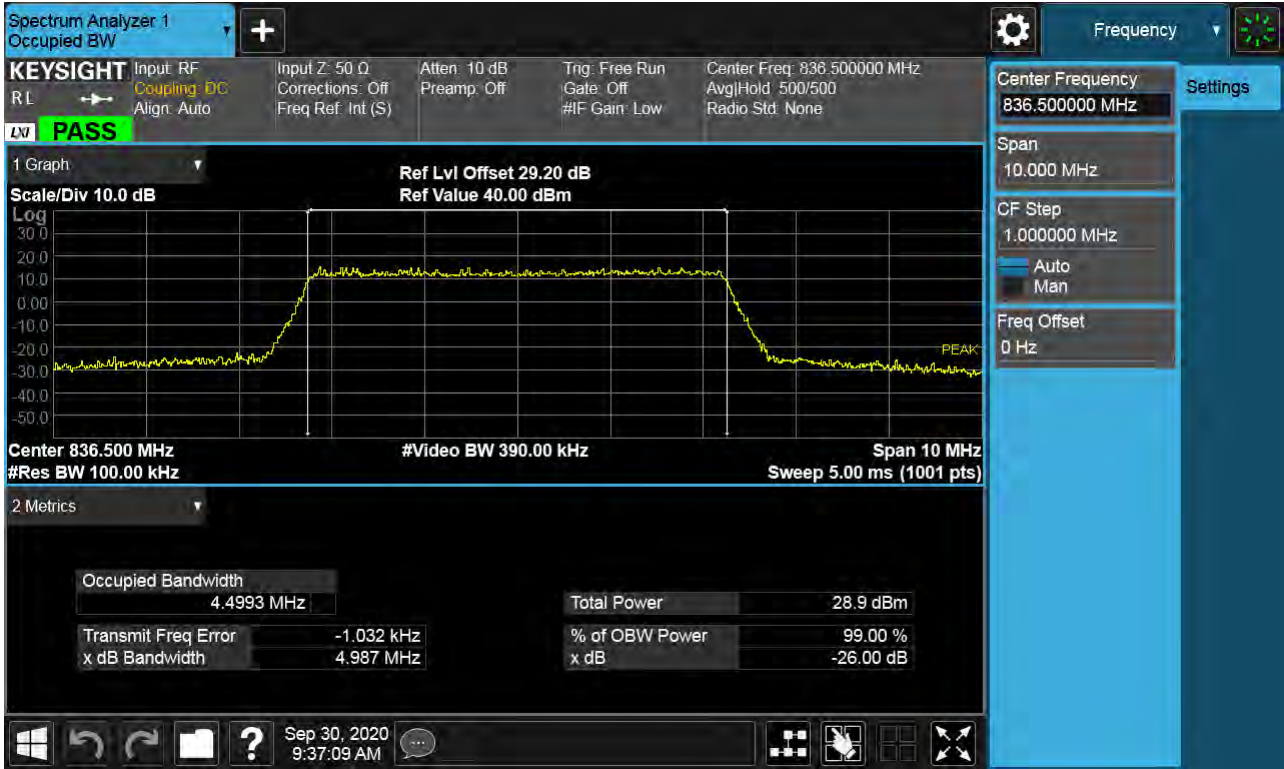 Spectrum Analyzer 1
Occupied BW
Frequency
KEYSIGHT
RL
LXI
PASS
Input: RF
Coupling: DC
Align: Auto
Input Z: 50 Ω
Corrections: Off
Freq Ref: Int (S)
Atten: 10 dB
Preamp: Off
Trig: Free Run
Gate: Off
#IF Gain: Low
Center Freq: 836.500000 MHz
Avg|Hold: 500/500
Radio Std: None
Center Frequency
836.500000 MHz
Settings
Span
10.000 MHz
CF Step
1.000000 MHz
Auto
Man
Freq Offset
0 Hz
1 Graph
Scale/Div 10.0 dB
Ref Lvl Offset 29.20 dB
Ref Value 40.00 dBm
Log
30.0
20.0
10.0
0.00
-10.0
-20.0
-30.0
-40.0
-50.0
PEAK
Center 836.500 MHz
#Video BW 390.00 kHz
Span 10 MHz
#Res BW 100.00 kHz
Sweep 5.00 ms (1001 pts)
2 Metrics
Occupied Bandwidth
4.4993 MHz
Total Power 28.9 dBm
Transmit Freq Error -1.032 kHz
% of OBW Power 99.00 %
x dB Bandwidth 4.987 MHz
x dB -26.00 dB
?
Sep 30, 2020
9:37:09 AM